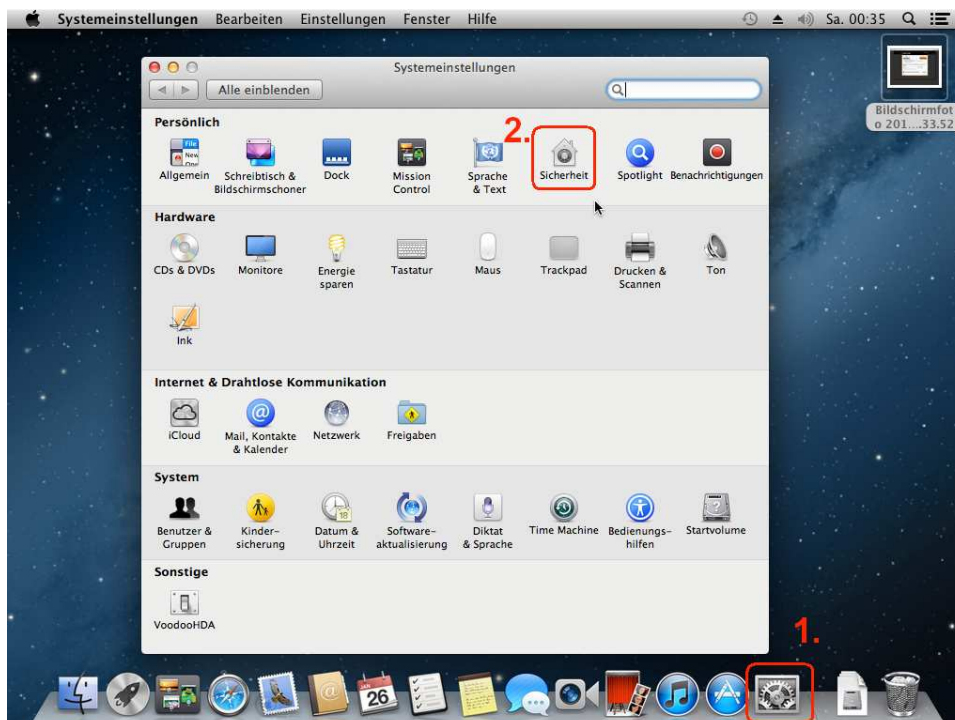 Systemeinstellungen Bearbeiten Einstellungen Fenster Hilfe Sa. 00:35
Bildschirmfot
o 201...33.52
Systemeinstellungen
Alle einblenden
Persönlich
2.
Allgemein
Schreibtisch &
Bildschirmschoner
Dock
Mission
Control
Sprache
& Text
Sicherheit
Spotlight
Benachrichtigungen
Hardware
CDs & DVDs
Monitore
Energie
sparen
Tastatur
Maus
Trackpad
Drucken &
Scannen
Ton
Ink
Internet & Drahtlose Kommunikation
iCloud
Mail, Kontakte
& Kalender
Netzwerk
Freigaben
System
Benutzer &
Gruppen
Kinder-
sicherung
Datum &
Uhrzeit
Software-
aktualisierung
Diktat
& Sprache
Time Machine
Bedienungs-
hilfen
Startvolume
Sonstige
VoodooHDA
1.
26